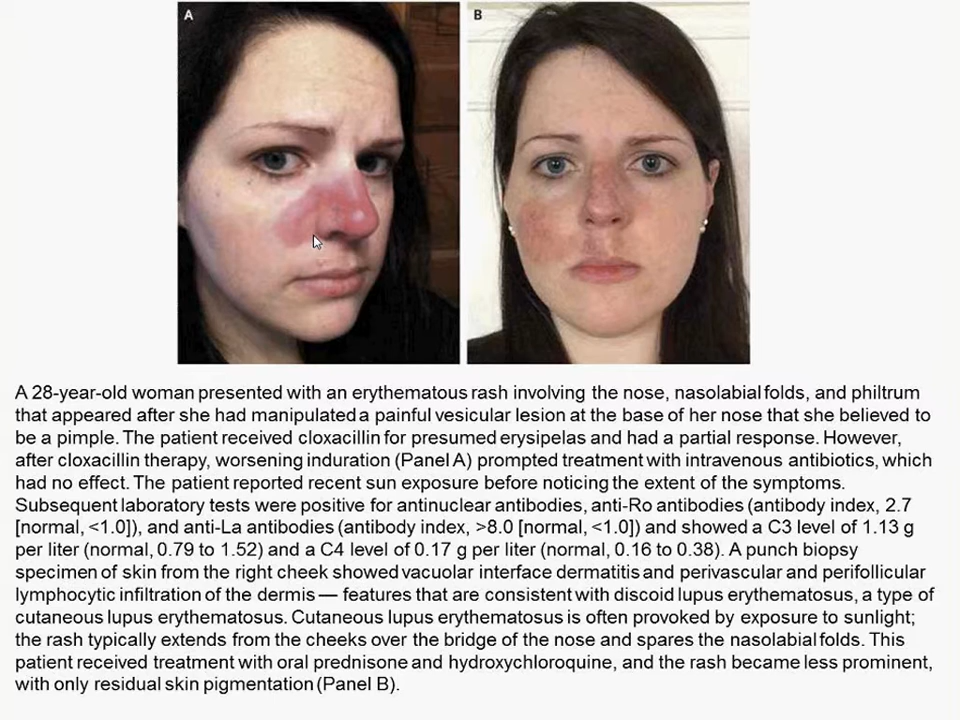 A
B
A 28-year-old woman presented with an erythematous rash involving the nose, nasolabial folds, and philtrum
that appeared after she had manipulated a painful vesicular lesion at the base of her nose that she believed to
be a pimple. The patient received cloxacillin for presumed erysipelas and had a partial response. However,
after cloxacillin therapy, worsening induration (Panel A) prompted treatment with intravenous antibiotics, which
had no effect. The patient reported recent sun exposure before noticing the extent of the symptoms.
Subsequent laboratory tests were positive for antinuclear antibodies, anti-Ro antibodies (antibody index, 2.7
[normal, <1.0]), and anti-La antibodies (antibody index, >8.0 [normal, <1.0]) and showed a C3 level of 1.13 g
per liter (normal, 0.79 to 1.52) and a C4 level of 0.17 g per liter (normal, 0.16 to 0.38). A punch biopsy
specimen of skin from the right cheek showed vacuolar interface dermatitis and perivascular and perifollicular
lymphocytic infiltration of the dermis — features that are consistent with discoid lupus erythematosus, a type of
cutaneous lupus erythematosus. Cutaneous lupus erythematosus is often provoked by exposure to sunlight;
the rash typically extends from the cheeks over the bridge of the nose and spares the nasolabial folds. This
patient received treatment with oral prednisone and hydroxychloroquine, and the rash became less prominent,
with only residual skin pigmentation (Panel B).